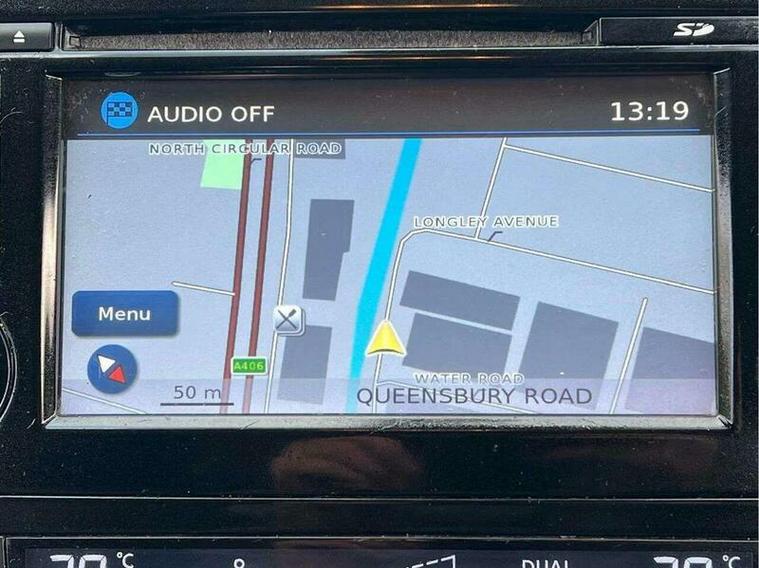 SD
AUDIO OFF
13:19
NORTH CIRCULAR ROAD
LONGLEY AVENUE
Menu
A406
WATER ROAD
50 m
QUEENSBURY ROAD
°C
DUAL
°C